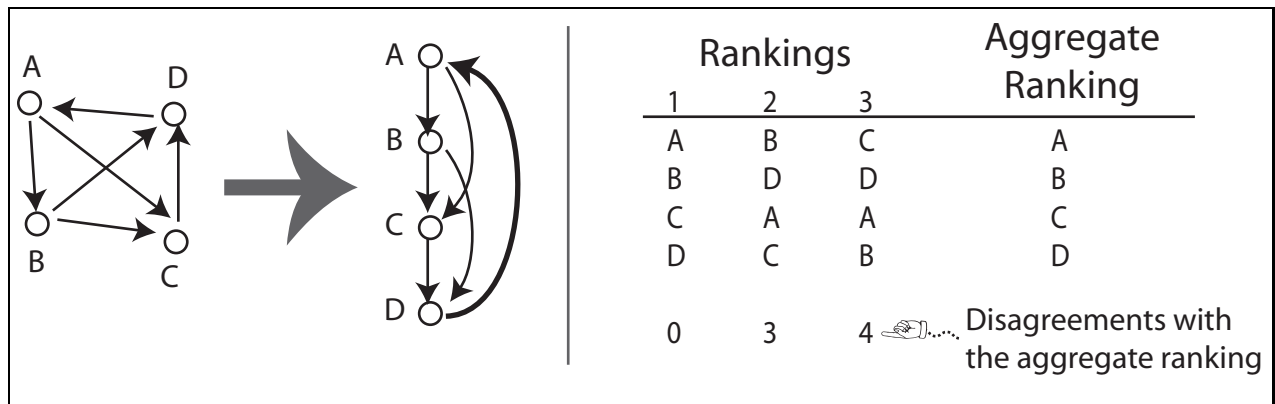 A
D
B
C
A
B
C
D
Rankings
Aggregate
Ranking
1 2 3
A B C A
B D D B
C A A C
D C B D
0 3 4 Disagreements with
the aggregate ranking